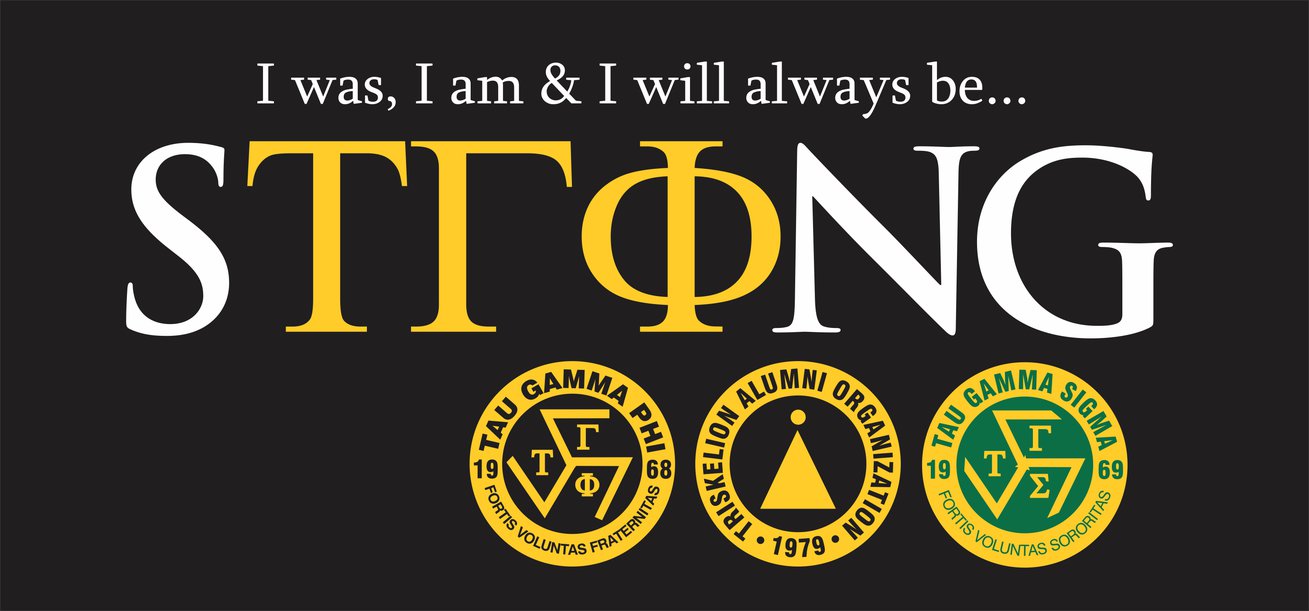 I was, I am & I will always be...
SΤΓΦNG
TAU GAMMA PHI
19 68
Τ Γ Φ
FORTIS VOLUNTAS FRATERNITAS
TRISKELION ALUMNI ORGANIZATION
• 1979 •
TAU GAMMA SIGMA
19 69
Τ Γ Σ
FORTIS VOLUNTAS SORORITAS